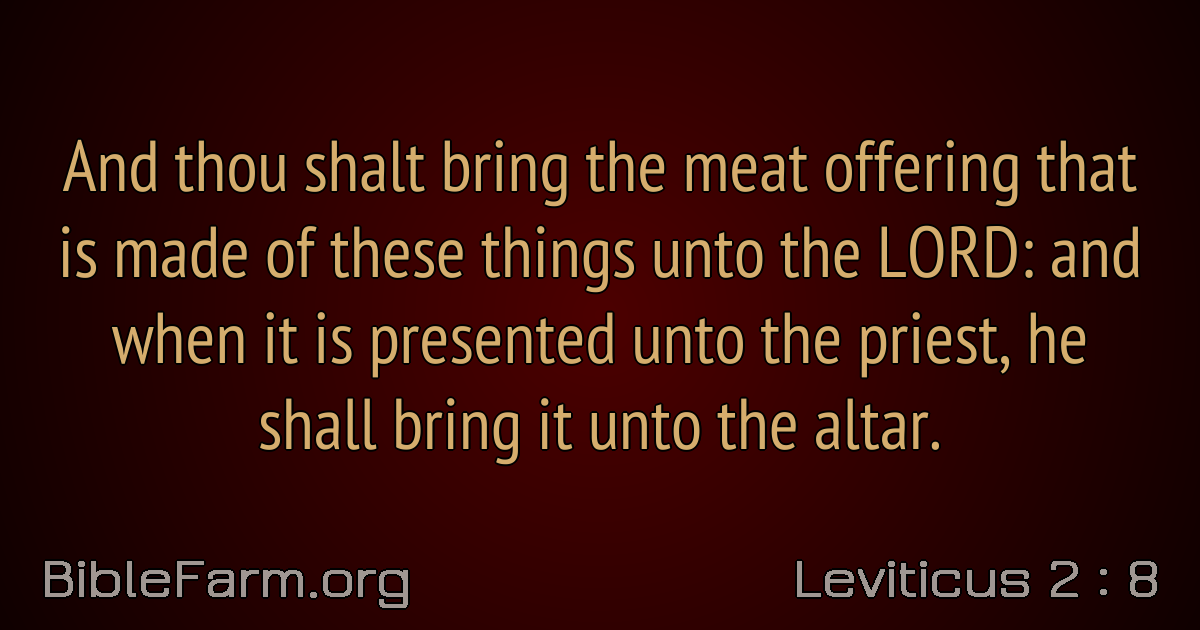 And thou shalt bring the meat offering that
is made of these things unto the LORD: and
when it is presented unto the priest, he
shall bring it unto the altar.
BibleFarm.org
Leviticus 2 : 8